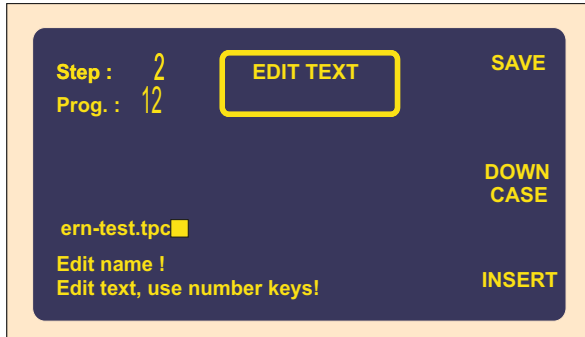 Step : 2
Prog. : 12
EDIT TEXT
SAVE
DOWN
CASE
ern-test.tpc
Edit name !
Edit text, use number keys!
INSERT